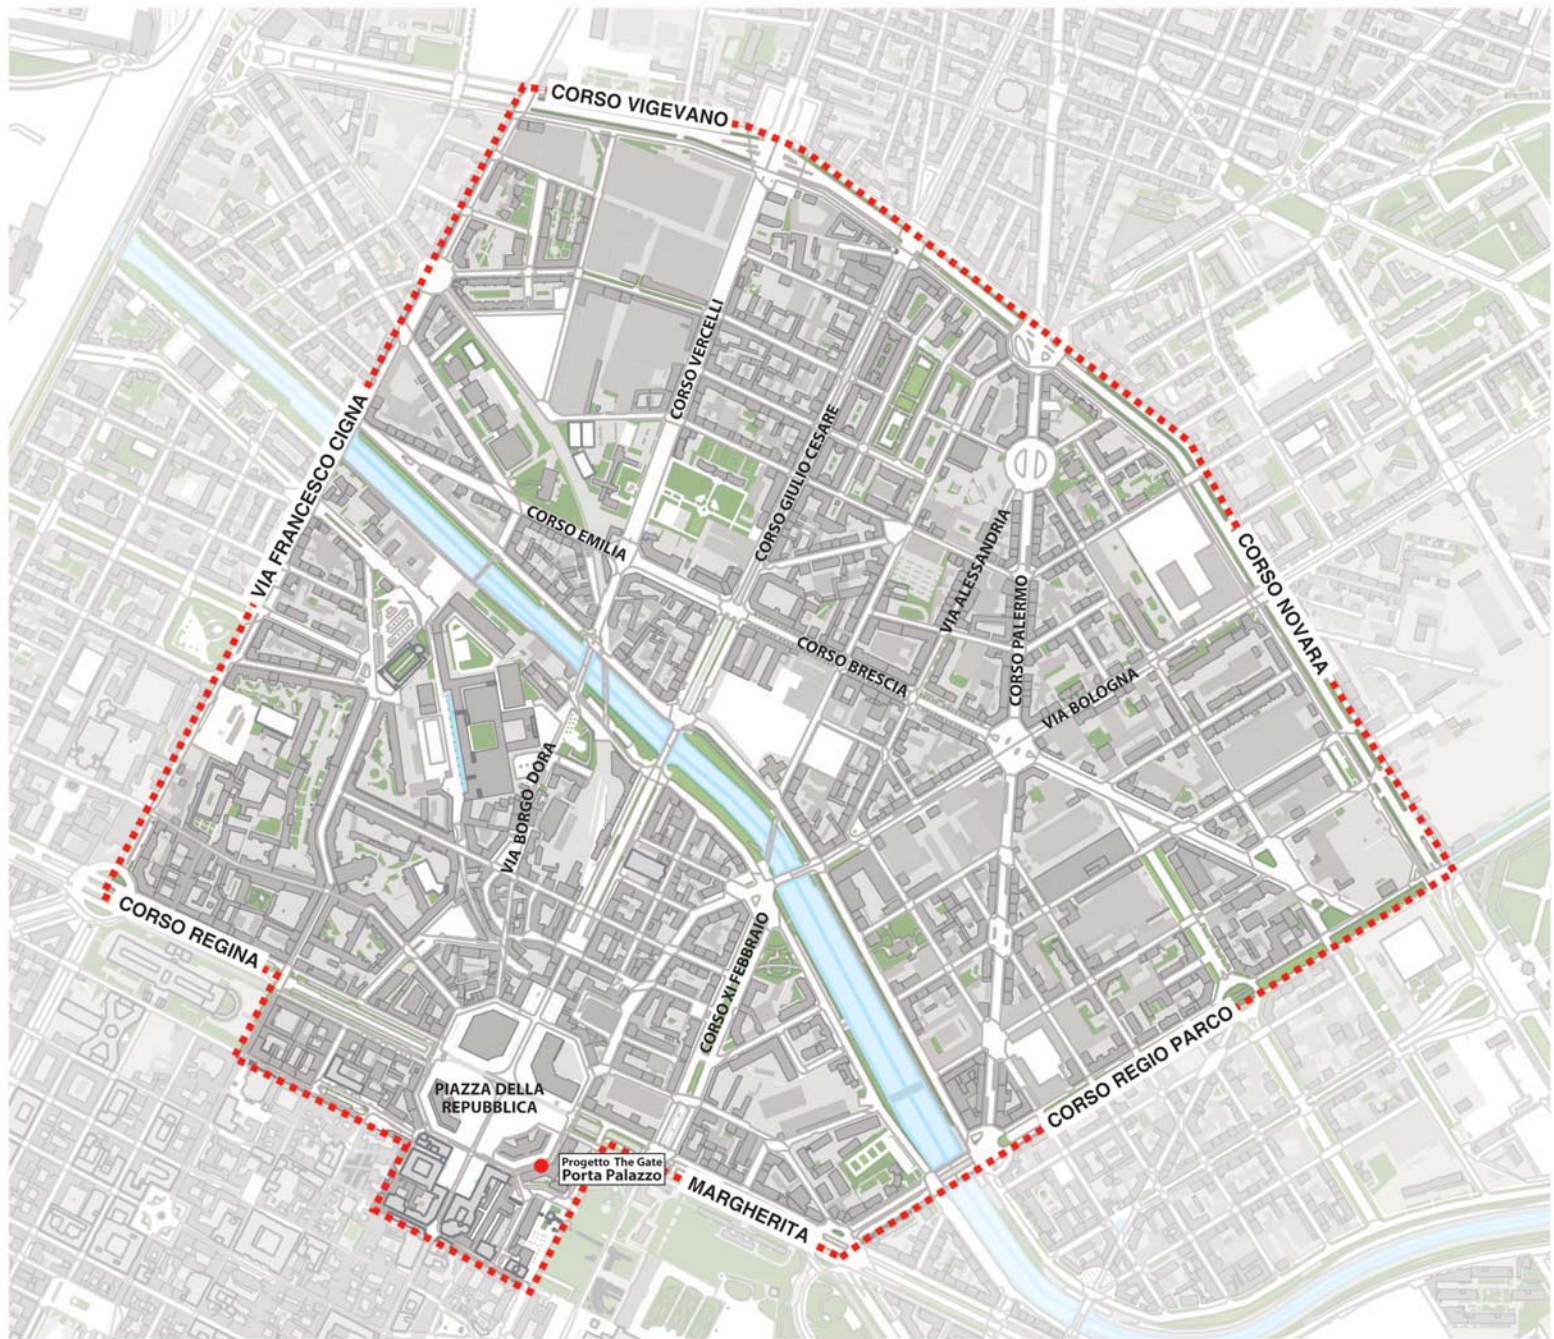 CORSO VIGEVANO
CORSO VERCELLI
VIA FRANCESCO CIGNA
CORSO GIULIO CESARE
CORSO EMILIA
VIA ALESSANDRIA
CORSO PALERMO
CORSO NOVARA
CORSO BRESCIA
VIA BOLOGNA
VIA BORGO DORA
CORSO REGINA
CORSO XI FEBBRAIO
CORSO REGIO PARCO
PIAZZA DELLA
REPUBBLICA
Progetto The Gate
Porta Palazzo
MARGHERITA